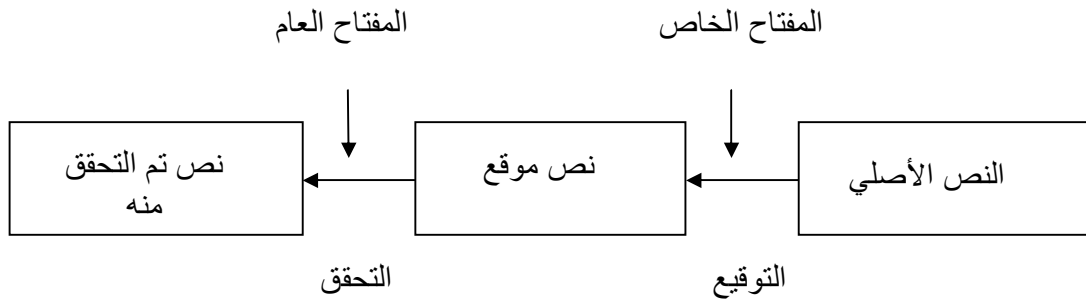 المفتاح الخاص
المفتاح العام
النص الأصلي
نص موقع
نص تم التحقق
منه
التوقيع
التحقق